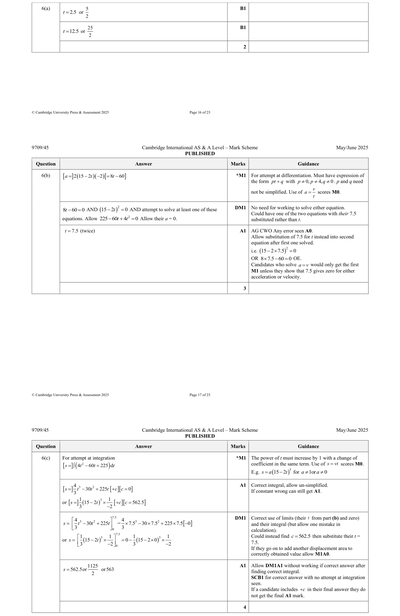 6(a)
t = 2.5 or 5/2
B1
t = 12.5 or 25/2
B1
2
© Cambridge University Press & Assessment 2025
Page 16 of 21
9709/45
Cambridge International AS & A Level – Mark Scheme
PUBLISHED
May/June 2025
Question Answer Marks Guidance
6(b)
[a =]2(15 − 2t)(−2)[= 8t − 60]
*M1
For attempt at differentiation. Must have expression of
the form pt + q with p ≠ 0, p ≠ 4, q ≠ 0. p and q need
not be simplified. Use of a = v/t scores M0.
8t − 60 = 0 AND (15 − 2t)² = 0 AND attempt to solve at least one of these
equations. Allow 225 − 60t + 4t² = 0 Allow their a = 0.
DM1
No need for working to solve either equation.
Could have one of the two equations with their 7.5
substituted rather than t.
t = 7.5 (twice)
A1
AG CWO Any error seen A0.
Allow substitution of 7.5 for t instead into second
equation after first one solved.
i.e. (15 − 2 × 7.5)² = 0
OR 8 × 7.5 − 60 = 0 OE.
Candidates who solve a = v would only get the first
M1 unless they show that 7.5 gives zero for either
acceleration or velocity.
3
© Cambridge University Press & Assessment 2025
Page 17 of 21
9709/45
Cambridge International AS & A Level – Mark Scheme
PUBLISHED
May/June 2025
Question Answer Marks Guidance
6(c)
For attempt at integration
[s =]∫(4t² − 60t + 225)dt
*M1
The power of t must increase by 1 with a change of
coefficient in the same term. Use of s = vt scores M0.
E.g. s = a(15 − 2t)³ for a ≠ 1 or a ≠ 0
[s =] 4/3 t³ − 30t² + 225t [+c][c = 0]
or [s =] 1/3 (15 − 2t)³ × 1/−2 [+c][c = 562.5]
A1
Correct integral, allow un-simplified.
If constant wrong can still get A1.
s = [4/3 t³ − 30t² + 225t]₀^7.5 = 4/3 × 7.5³ − 30 × 7.5² + 225 × 7.5[−0]
or s = [1/3 (15 − 2t)³ × 1/−2]₀^7.5 = 0 − 1/3 (15 − 2 × 0)³ × 1/−2
DM1
Correct use of limits (their t from part (b) and zero)
and their integral (but allow one mistake in
calculation).
Could instead find c = 562.5 then substitute their t =
7.5.
If they go on to add another displacement area to
correctly obtained value allow M1A0.
s = 562.5 or 1125/2 or 563
A1
Allow DM1A1 without working if correct answer after
finding correct integral.
SCB1 for correct answer with no attempt at integration
seen.
If a candidate includes +c in their final answer they do
not get the final A1 mark.
4